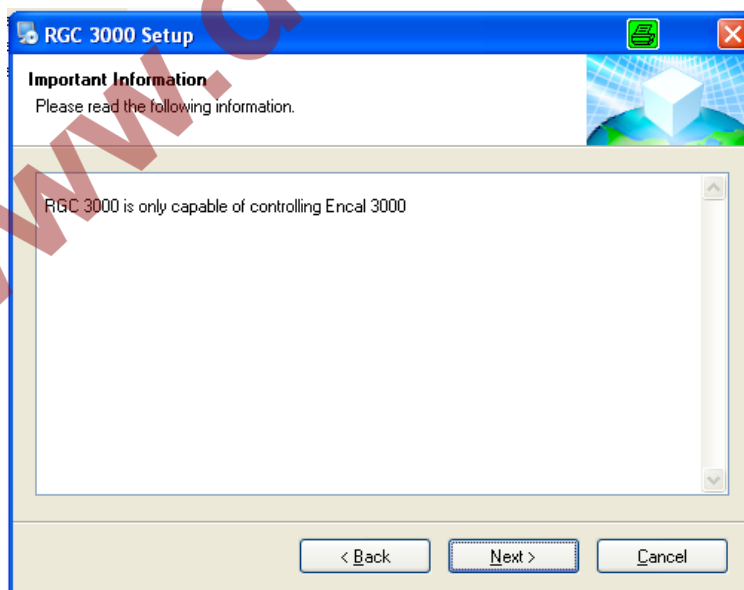 RGC 3000 Setup
Important Information
Please read the following information.
RGC 3000 is only capable of controlling Encal 3000
< Back
Next >
Cancel